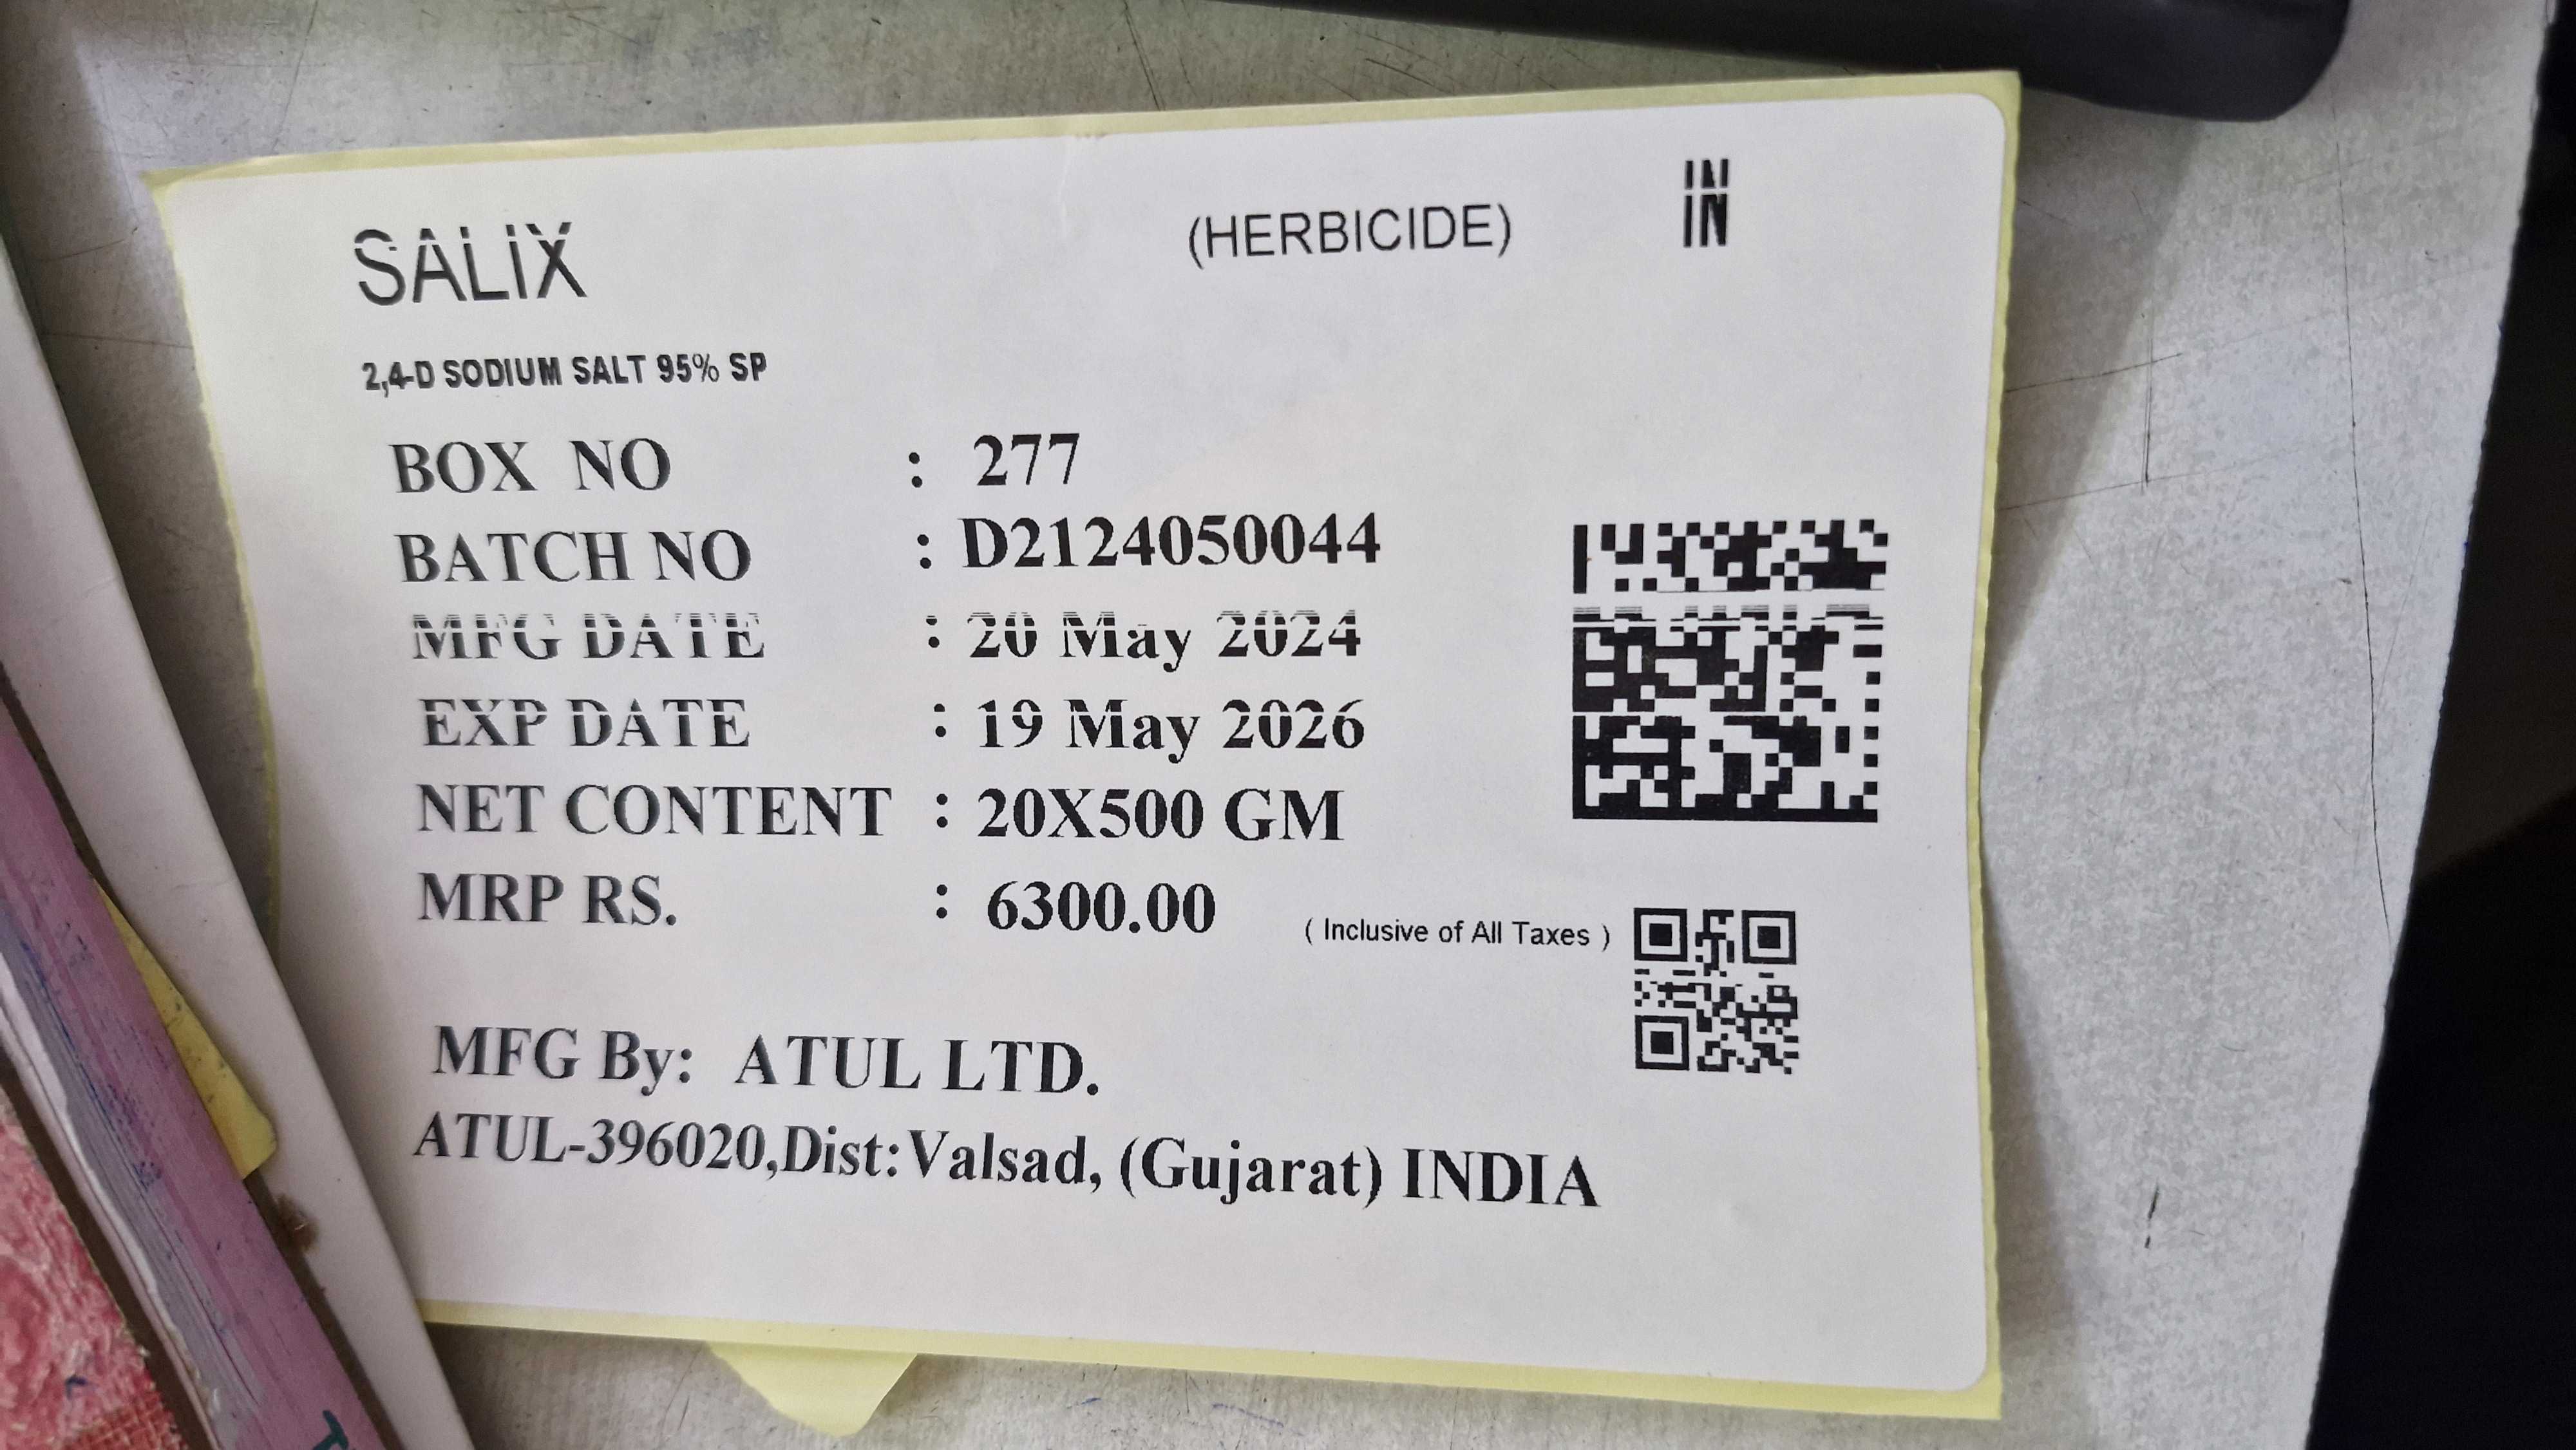 SALIX (HERBICIDE) IN
2,4-D SODIUM SALT 95% SP
BOX NO : 277
BATCH NO : D2124050044
MFG DATE : 20 May 2024
EXP DATE : 19 May 2026
NET CONTENT : 20X500 GM
MRP RS. : 6300.00 ( Inclusive of All Taxes )
MFG By: ATUL LTD.
ATUL-396020,Dist:Valsad, (Gujarat) INDIA